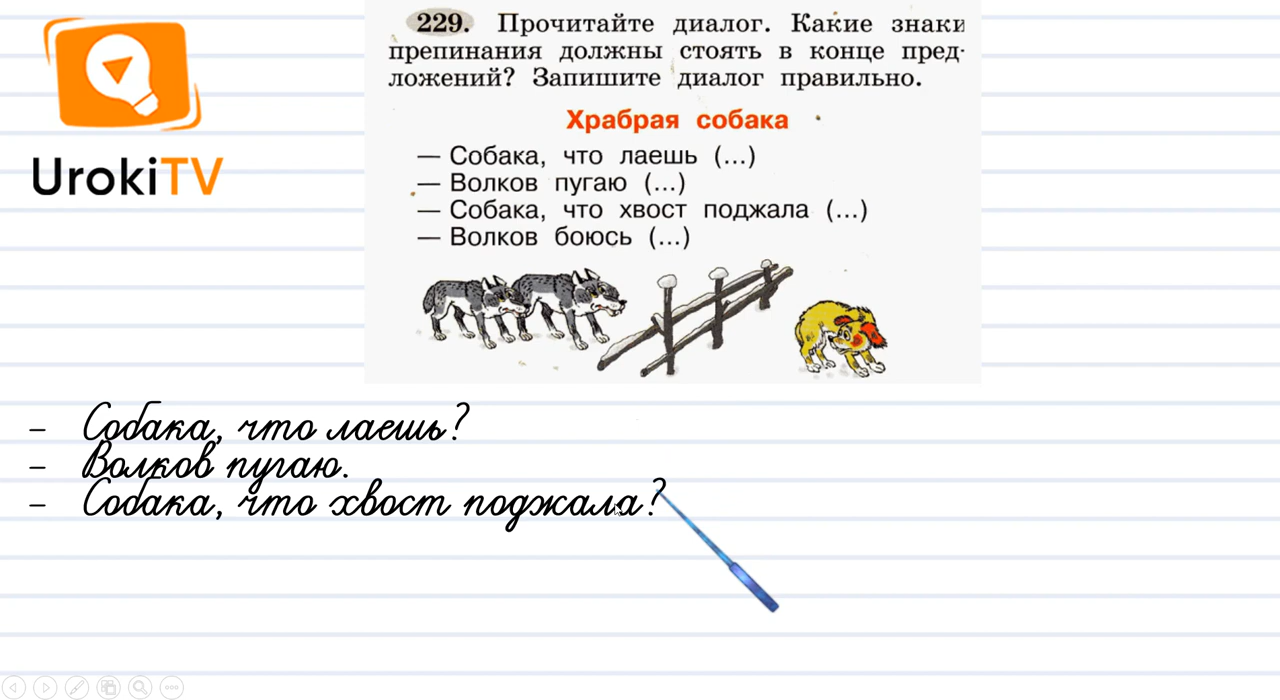 UrokiTV
229. Прочитайте диалог. Какие знаки
препинания должны стоять в конце пред-
ложений? Запишите диалог правильно.
Храбрая собака
— Собака, что лаешь (...)
— Волков пугаю (...)
— Собака, что хвост поджала (...)
— Волков боюсь (...)
- Собака, что лаешь?
- Волков пугаю.
- Собака, что хвост поджала?